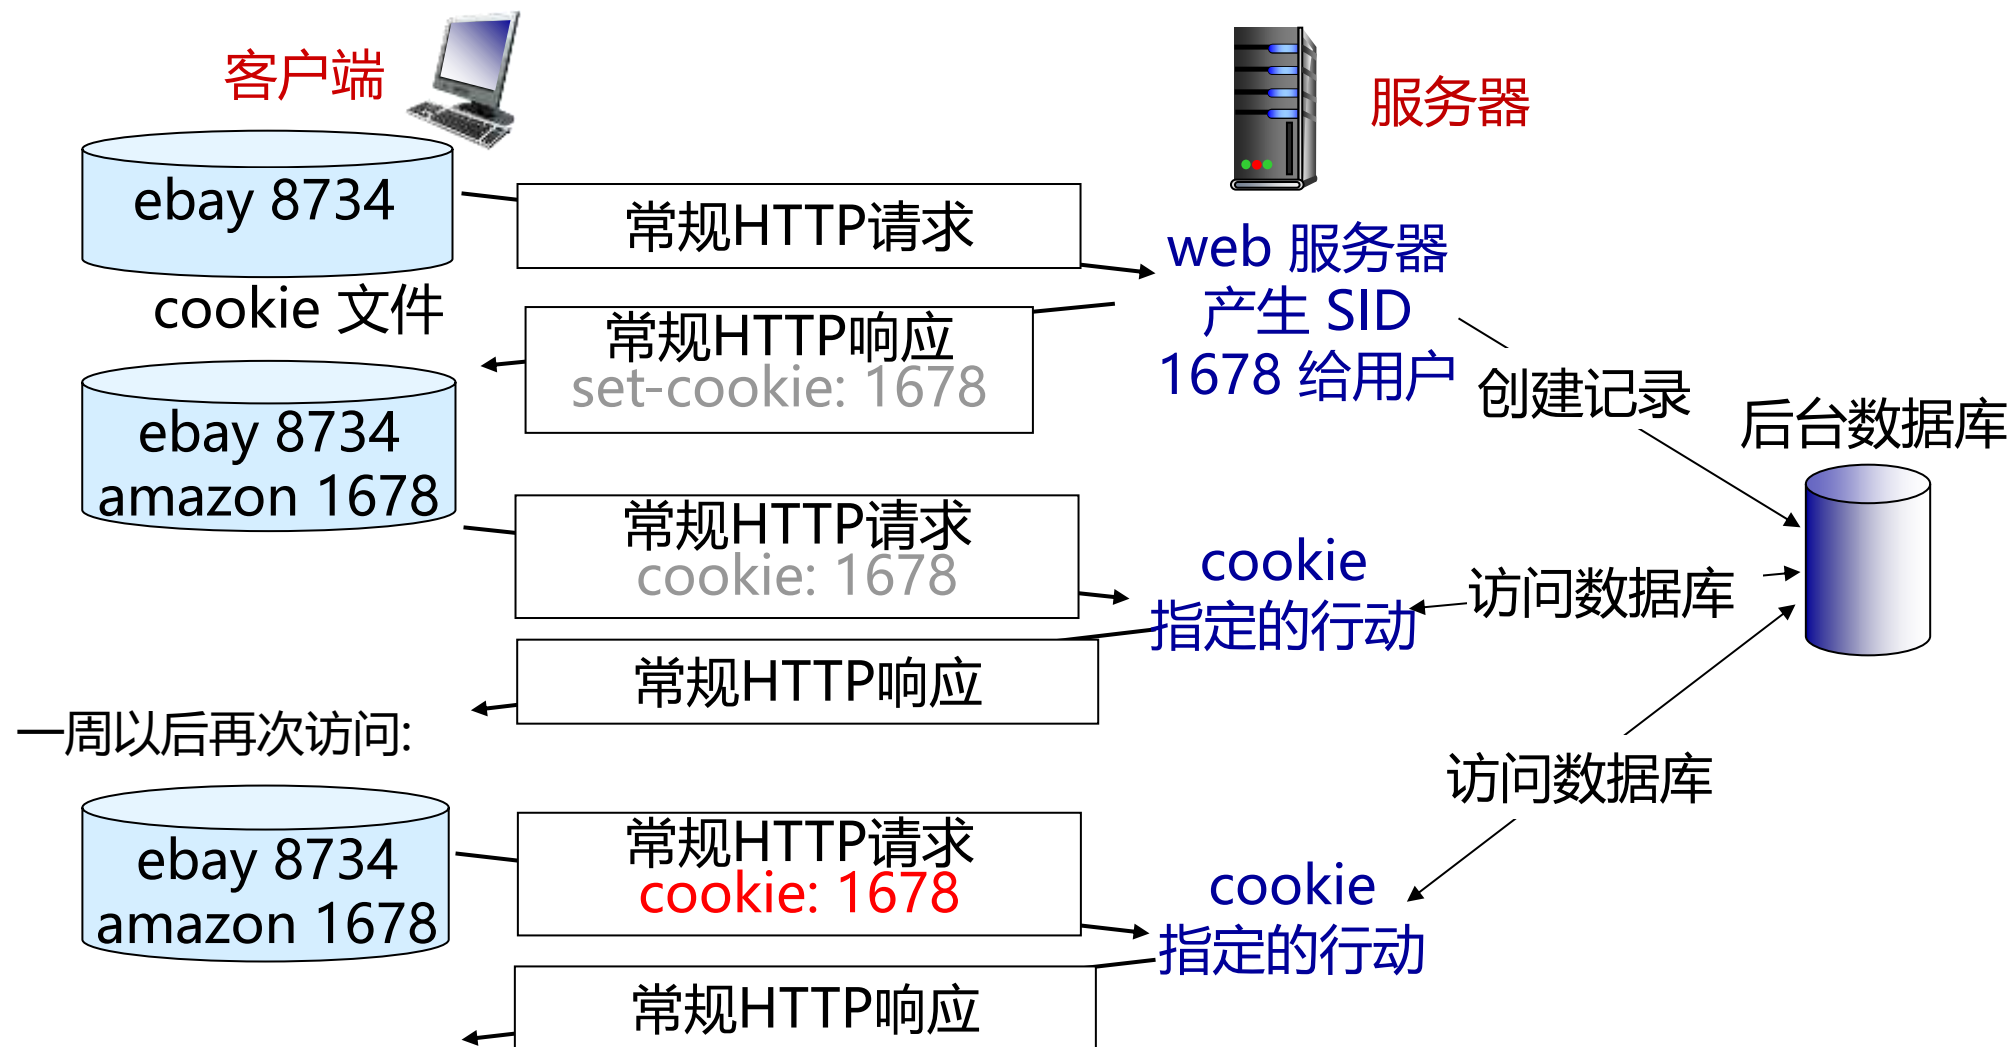 客户端
服务器
ebay 8734
常规HTTP请求
web 服务器
产生 SID
1678 给用户
cookie 文件
常规HTTP响应
set-cookie: 1678
创建记录
后台数据库
ebay 8734
amazon 1678
常规HTTP请求
cookie: 1678
cookie
指定的行动
访问数据库
常规HTTP响应
一周以后再次访问:
访问数据库
ebay 8734
amazon 1678
常规HTTP请求
cookie: 1678
cookie
指定的行动
常规HTTP响应